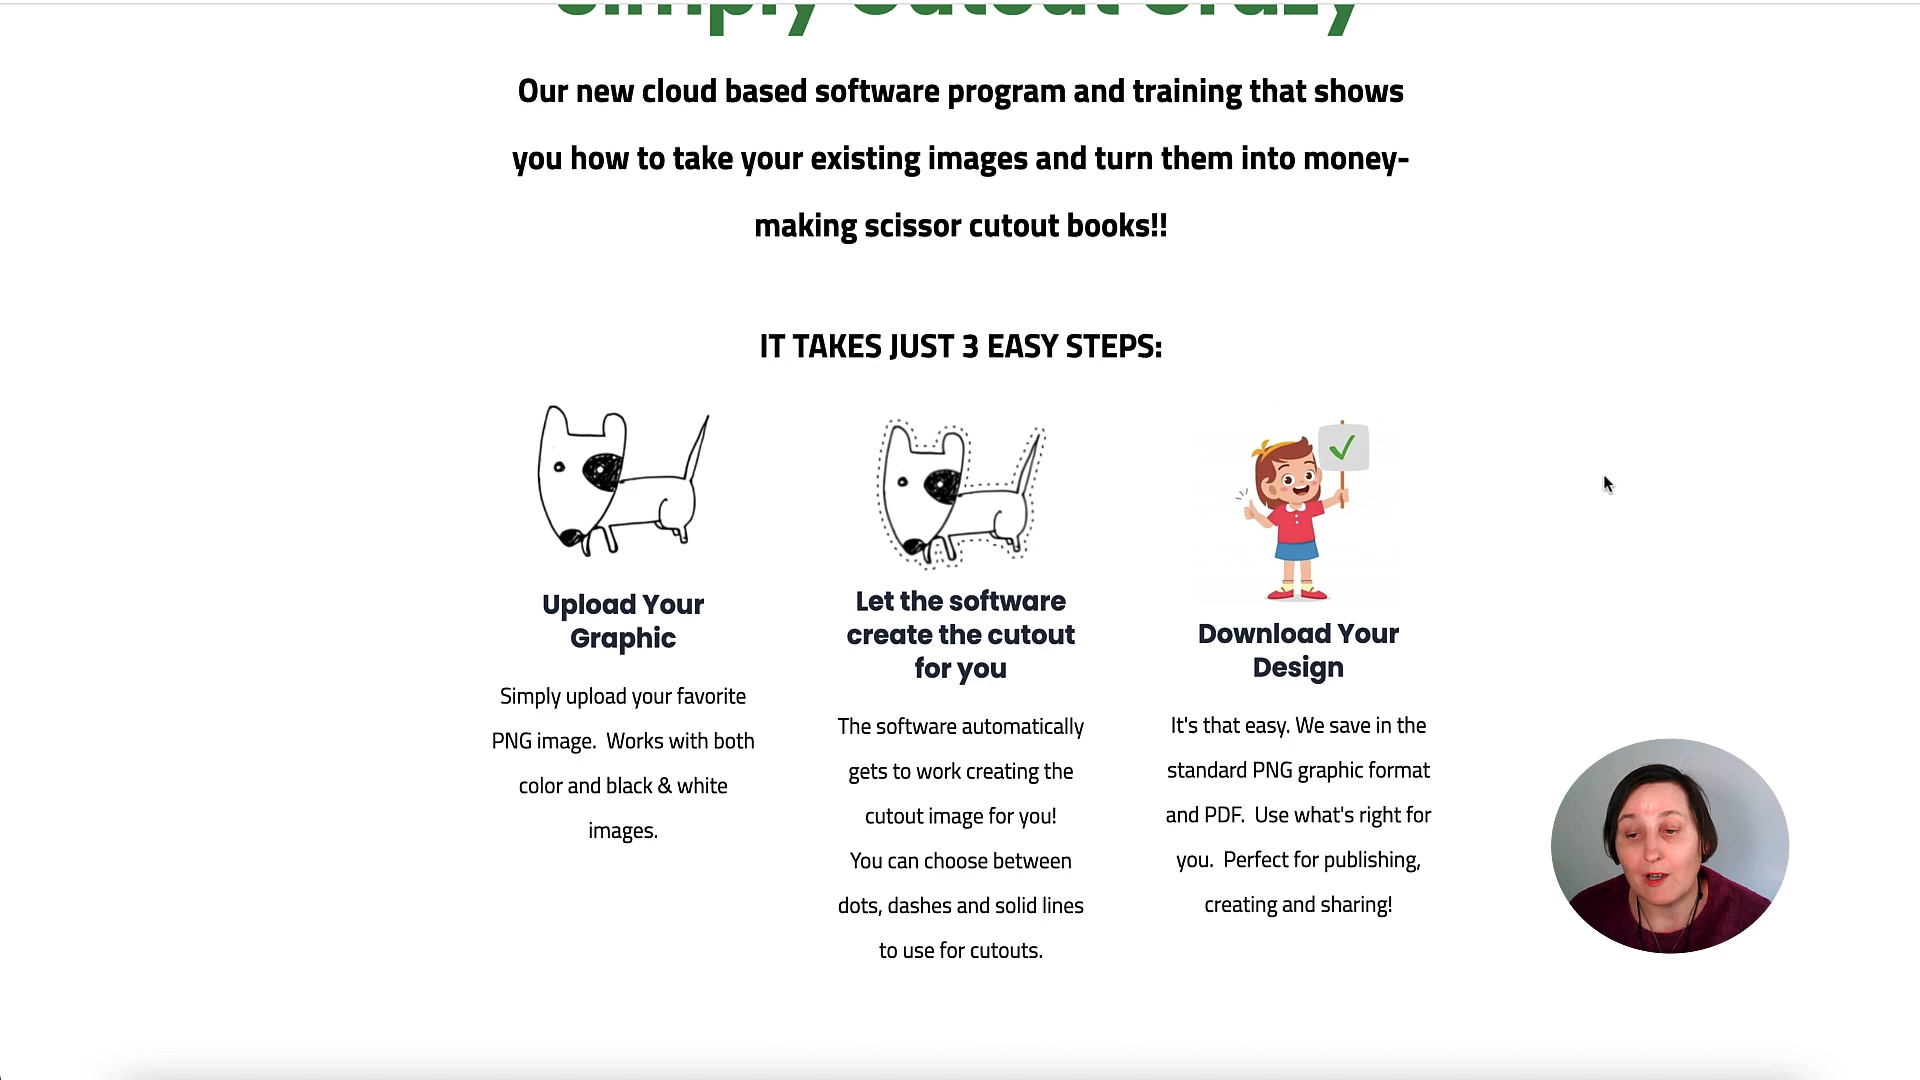 Simply Cutout Crazy
Our new cloud based software program and training that shows
you how to take your existing images and turn them into money-
making scissor cutout books!!
IT TAKES JUST 3 EASY STEPS:
Upload Your
Graphic
Simply upload your favorite
PNG image.  Works with both
color and black & white
images.
Let the software
create the cutout
for you
The software automatically
gets to work creating the
cutout image for you!
You can choose between
dots, dashes and solid lines
to use for cutouts.
Download Your
Design
It's that easy. We save in the
standard PNG graphic format
and PDF.  Use what's right for
you.  Perfect for publishing,
creating and sharing!